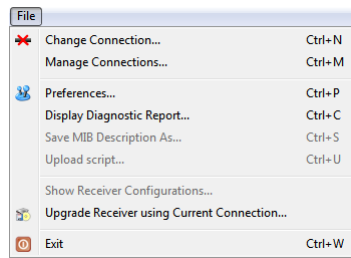 File
Change Connection... Ctrl+N
Manage Connections... Ctrl+M
Preferences... Ctrl+P
Display Diagnostic Report... Ctrl+C
Save MIB Description As... Ctrl+S
Upload script... Ctrl+U
Show Receiver Configurations...
Upgrade Receiver using Current Connection...
Exit Ctrl+W